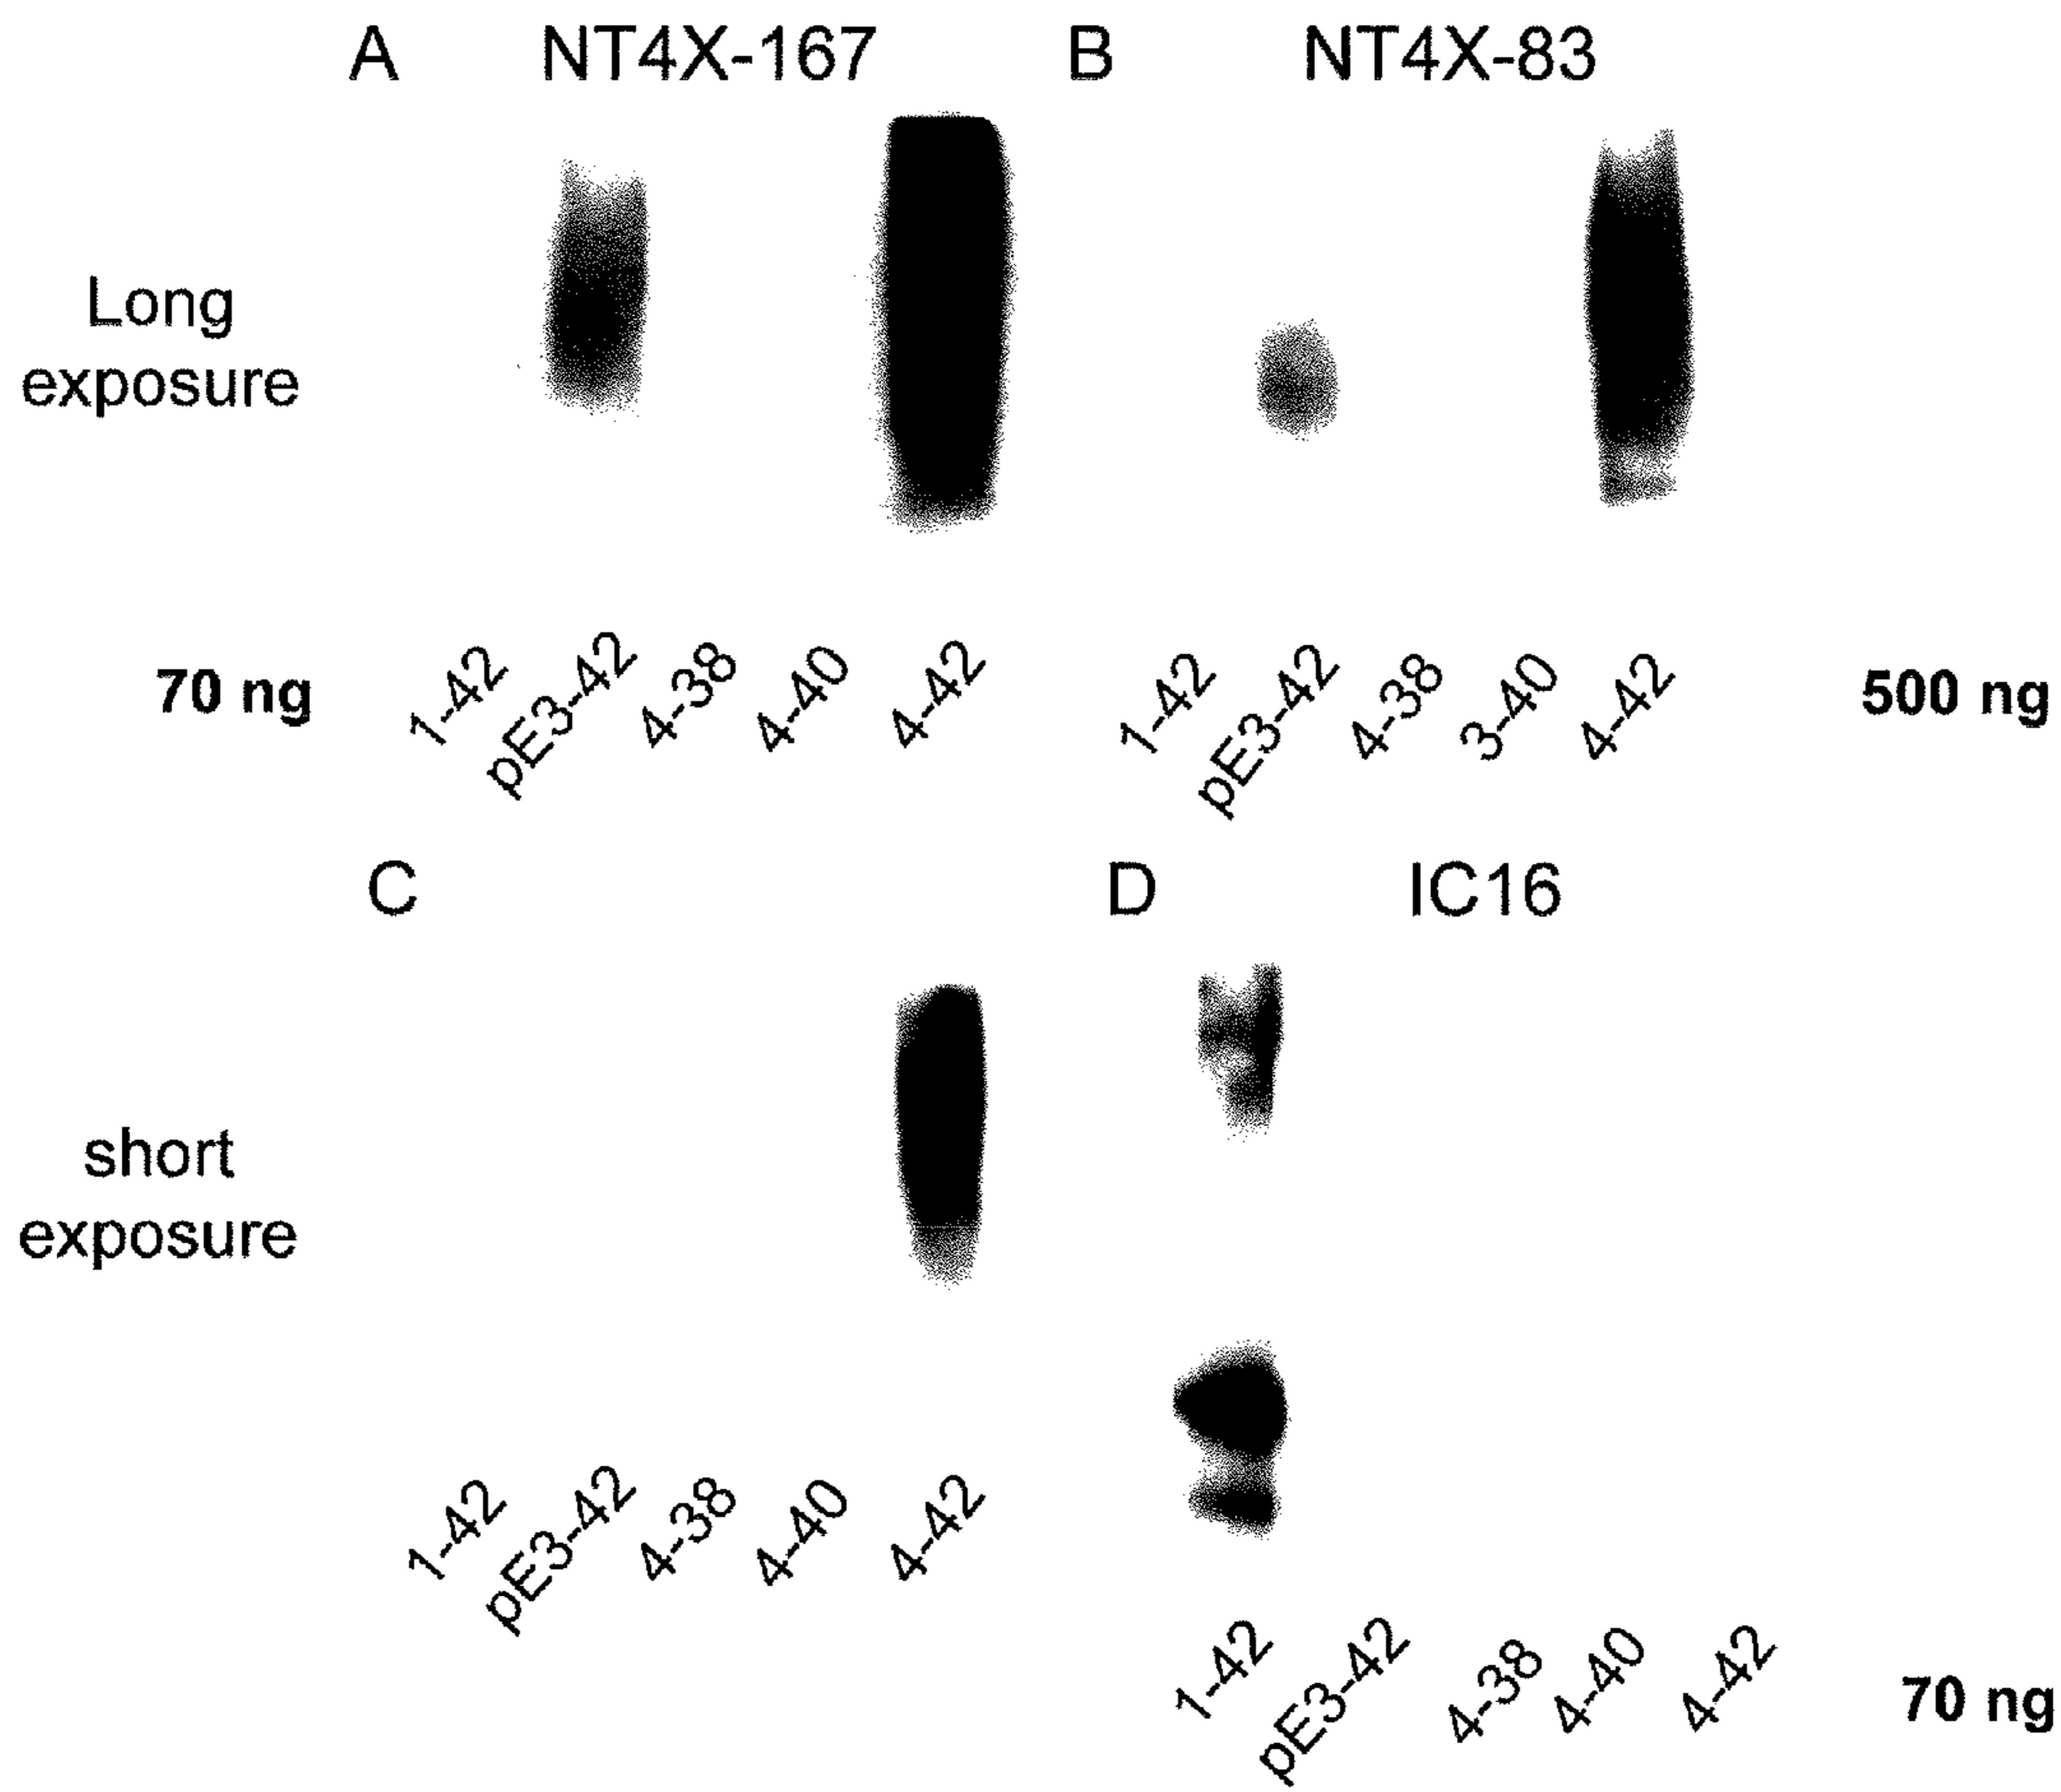 A NT4X-167 B NT4X-83
Long
exposure
70 ng 1-42 pE3-42 4-38 4-40 4-42 1-42 pE3-42 4-38 3-40 4-42 500 ng
C D IC16
short
exposure
1-42 pE3-42 4-38 4-40 4-42
1-42 pE3-42 4-38 4-40 4-42 70 ng